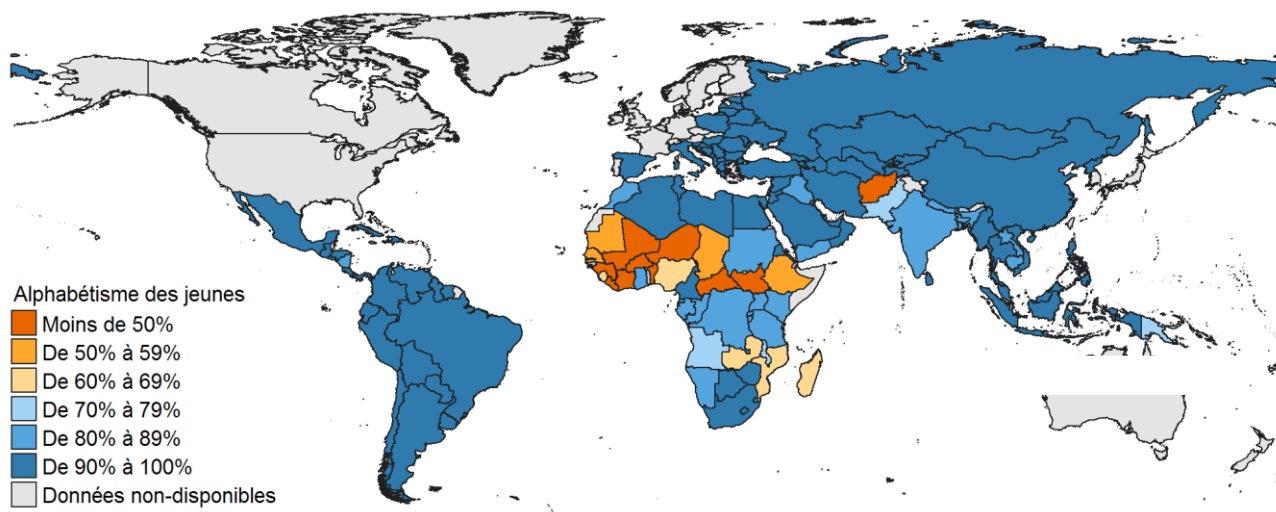 Alphabétisme des jeunes
Moins de 50%
De 50% à 59%
De 60% à 69%
De 70% à 79%
De 80% à 89%
De 90% à 100%
Données non-disponibles